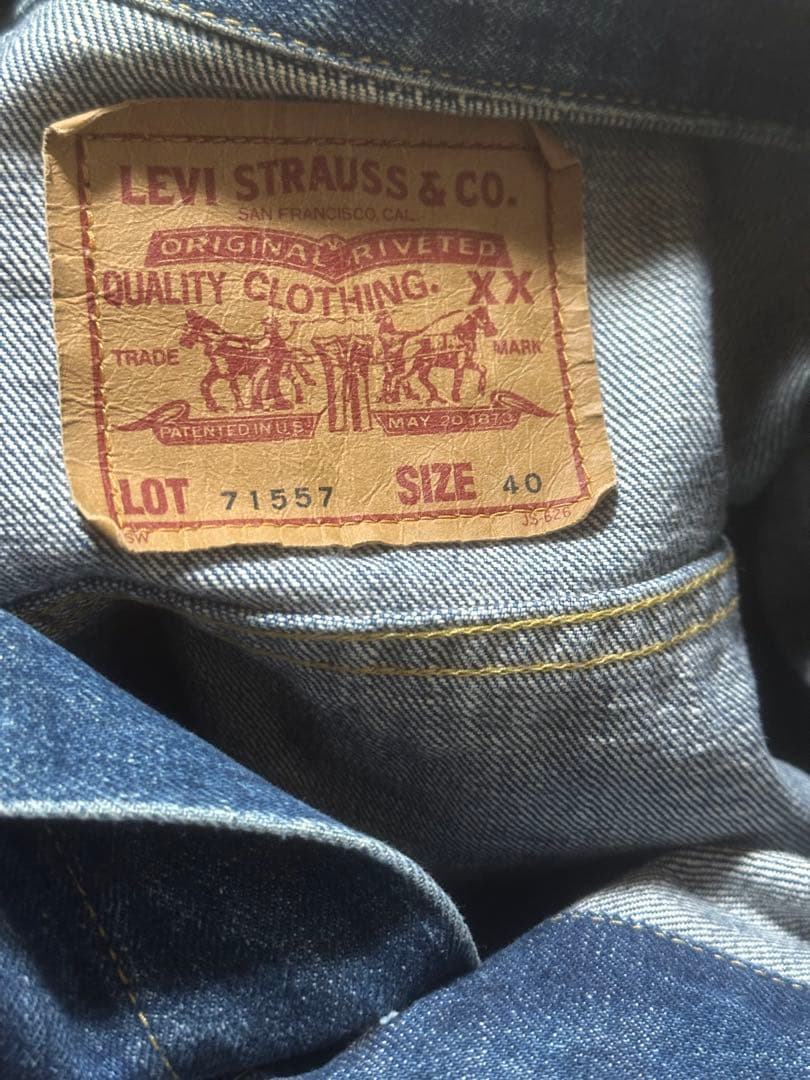 LEVI STRAUSS & CO.
SAN FRANCISCO, CAL.
ORIGINAL RIVETED
QUALITY CLOTHING. XX
TRADE MARK
PATENTED IN U.S. MAY 20 1873
LOT 71557 SIZE 40
SW JS-626